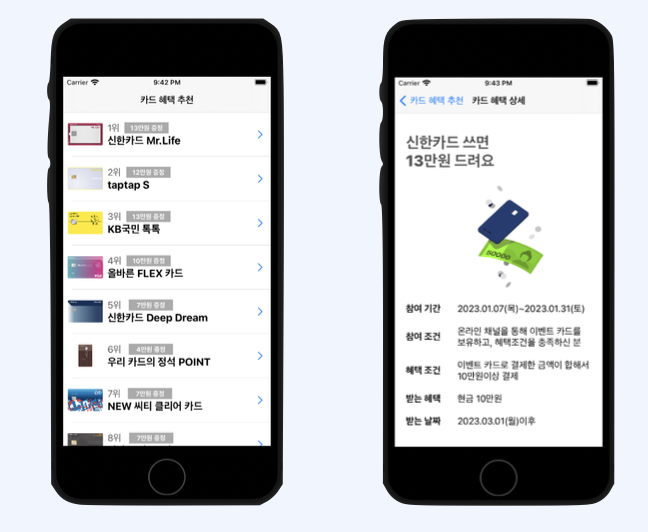 Carrier 9:42 PM
카드 혜택 추천
1위 13만원 증정
신한카드 Mr.Life
2위 12만원 증정
taptap S
3위 13만원 증정
KB국민 톡톡
4위 10만원 증정
올바른 FLEX 카드
5위 7만원 증정
신한카드 Deep Dream
6위 4만원 증정
우리 카드의 정석 POINT
7위 7만원 증정
NEW 씨티 클리어 카드
8위 7만원 증정
Carrier 9:43 PM
카드 혜택 추천 카드 혜택 상세
신한카드 쓰면
13만원 드려요
50000
참여 기간 2023.01.07(목)~2023.01.31(토)
참여 조건 온라인 채널을 통해 이벤트 카드를
보유하고, 혜택조건을 충족하신 분
혜택 조건 이벤트 카드로 결제한 금액이 합해서
10만원이상 결제
받는 혜택 현금 10만원
받는 날짜 2023.03.01(월)이후